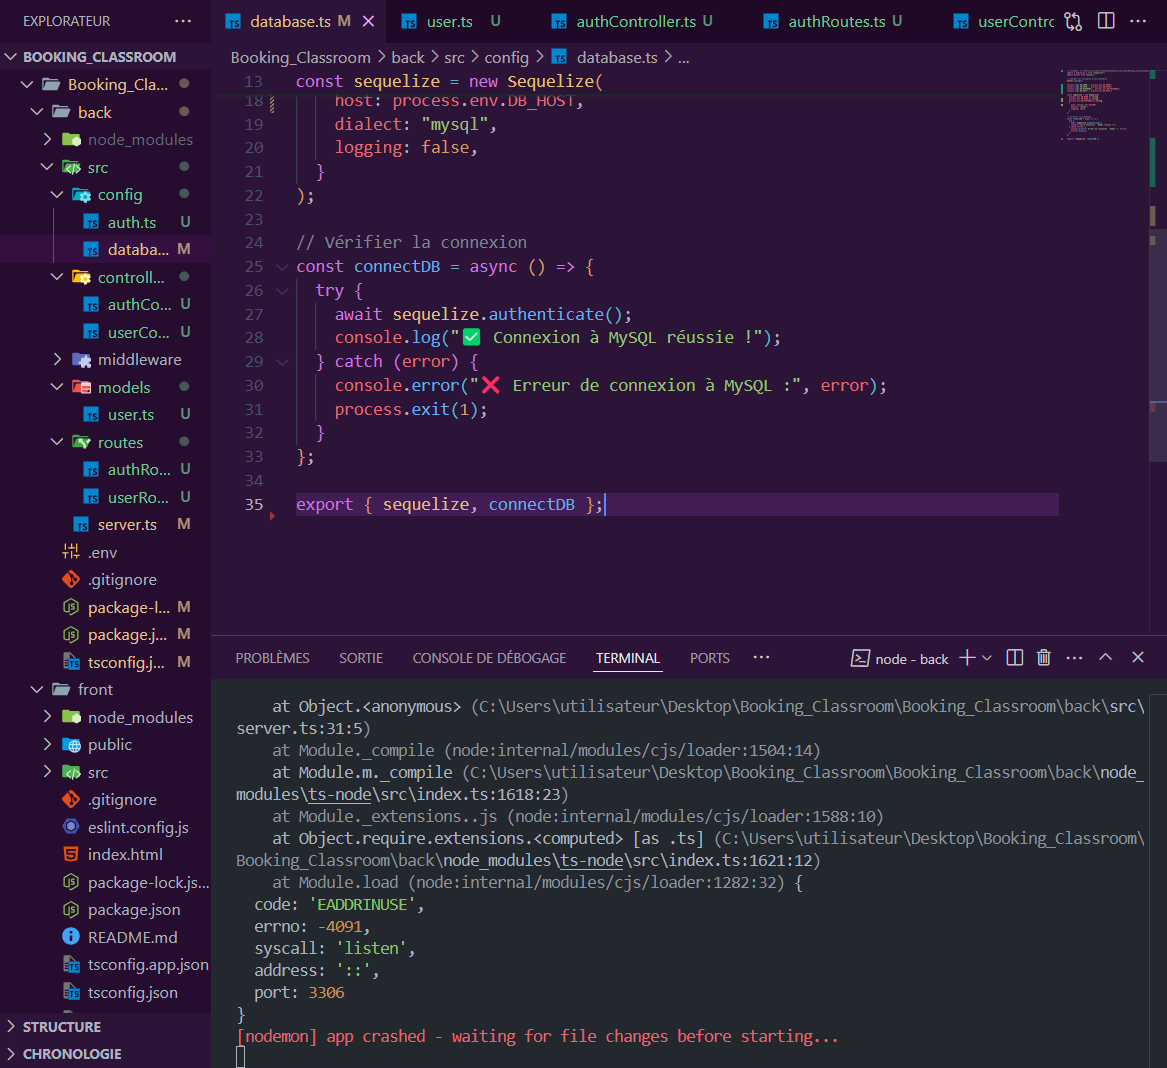 EXPLORATEUR
BOOKING_CLASSROOM
Booking_Cla...
back
node_modules
src
config
auth.ts U
databa... M
controll...
authCo... U
userCo... U
middleware
models
user.ts U
routes
authRo... U
userRo... U
server.ts M
.env
.gitignore
package-l... M
package.j... M
tsconfig.j... M
front
node_modules
public
src
.gitignore
eslint.config.js
index.html
package-lock.js...
package.json
README.md
tsconfig.app.json
tsconfig.json
STRUCTURE
CHRONOLOGIE
database.ts M user.ts U authController.ts U authRoutes.ts U userContro
Booking_Classroom > back > src > config > database.ts > ...
13 const sequelize = new Sequelize(
18 host: process.env.DB_HOST,
19 dialect: "mysql",
20 logging: false,
21 }
22 );
23
24 // Vérifier la connexion
25 const connectDB = async () => {
26 try {
27 await sequelize.authenticate();
28 console.log("✅ Connexion à MySQL réussie !");
29 } catch (error) {
30 console.error("❌ Erreur de connexion à MySQL :", error);
31 process.exit(1);
32 }
33 };
34
35 export { sequelize, connectDB };
PROBLÈMES SORTIE CONSOLE DE DÉBOGAGE TERMINAL PORTS ... node - back
at Object.<anonymous> (C:\Users\utilisateur\Desktop\Booking_Classroom\Booking_Classroom\back\src\
server.ts:31:5)
at Module._compile (node:internal/modules/cjs/loader:1504:14)
at Module.m._compile (C:\Users\utilisateur\Desktop\Booking_Classroom\Booking_Classroom\back\node_
modules\ts-node\src\index.ts:1618:23)
at Module._extensions..js (node:internal/modules/cjs/loader:1588:10)
at Object.require.extensions.<computed> [as .ts] (C:\Users\utilisateur\Desktop\Booking_Classroom\
Booking_Classroom\back\node_modules\ts-node\src\index.ts:1621:12)
at Module.load (node:internal/modules/cjs/loader:1282:32) {
code: 'EADDRINUSE',
errno: -4091,
syscall: 'listen',
address: '::',
port: 3306
}
[nodemon] app crashed - waiting for file changes before starting...